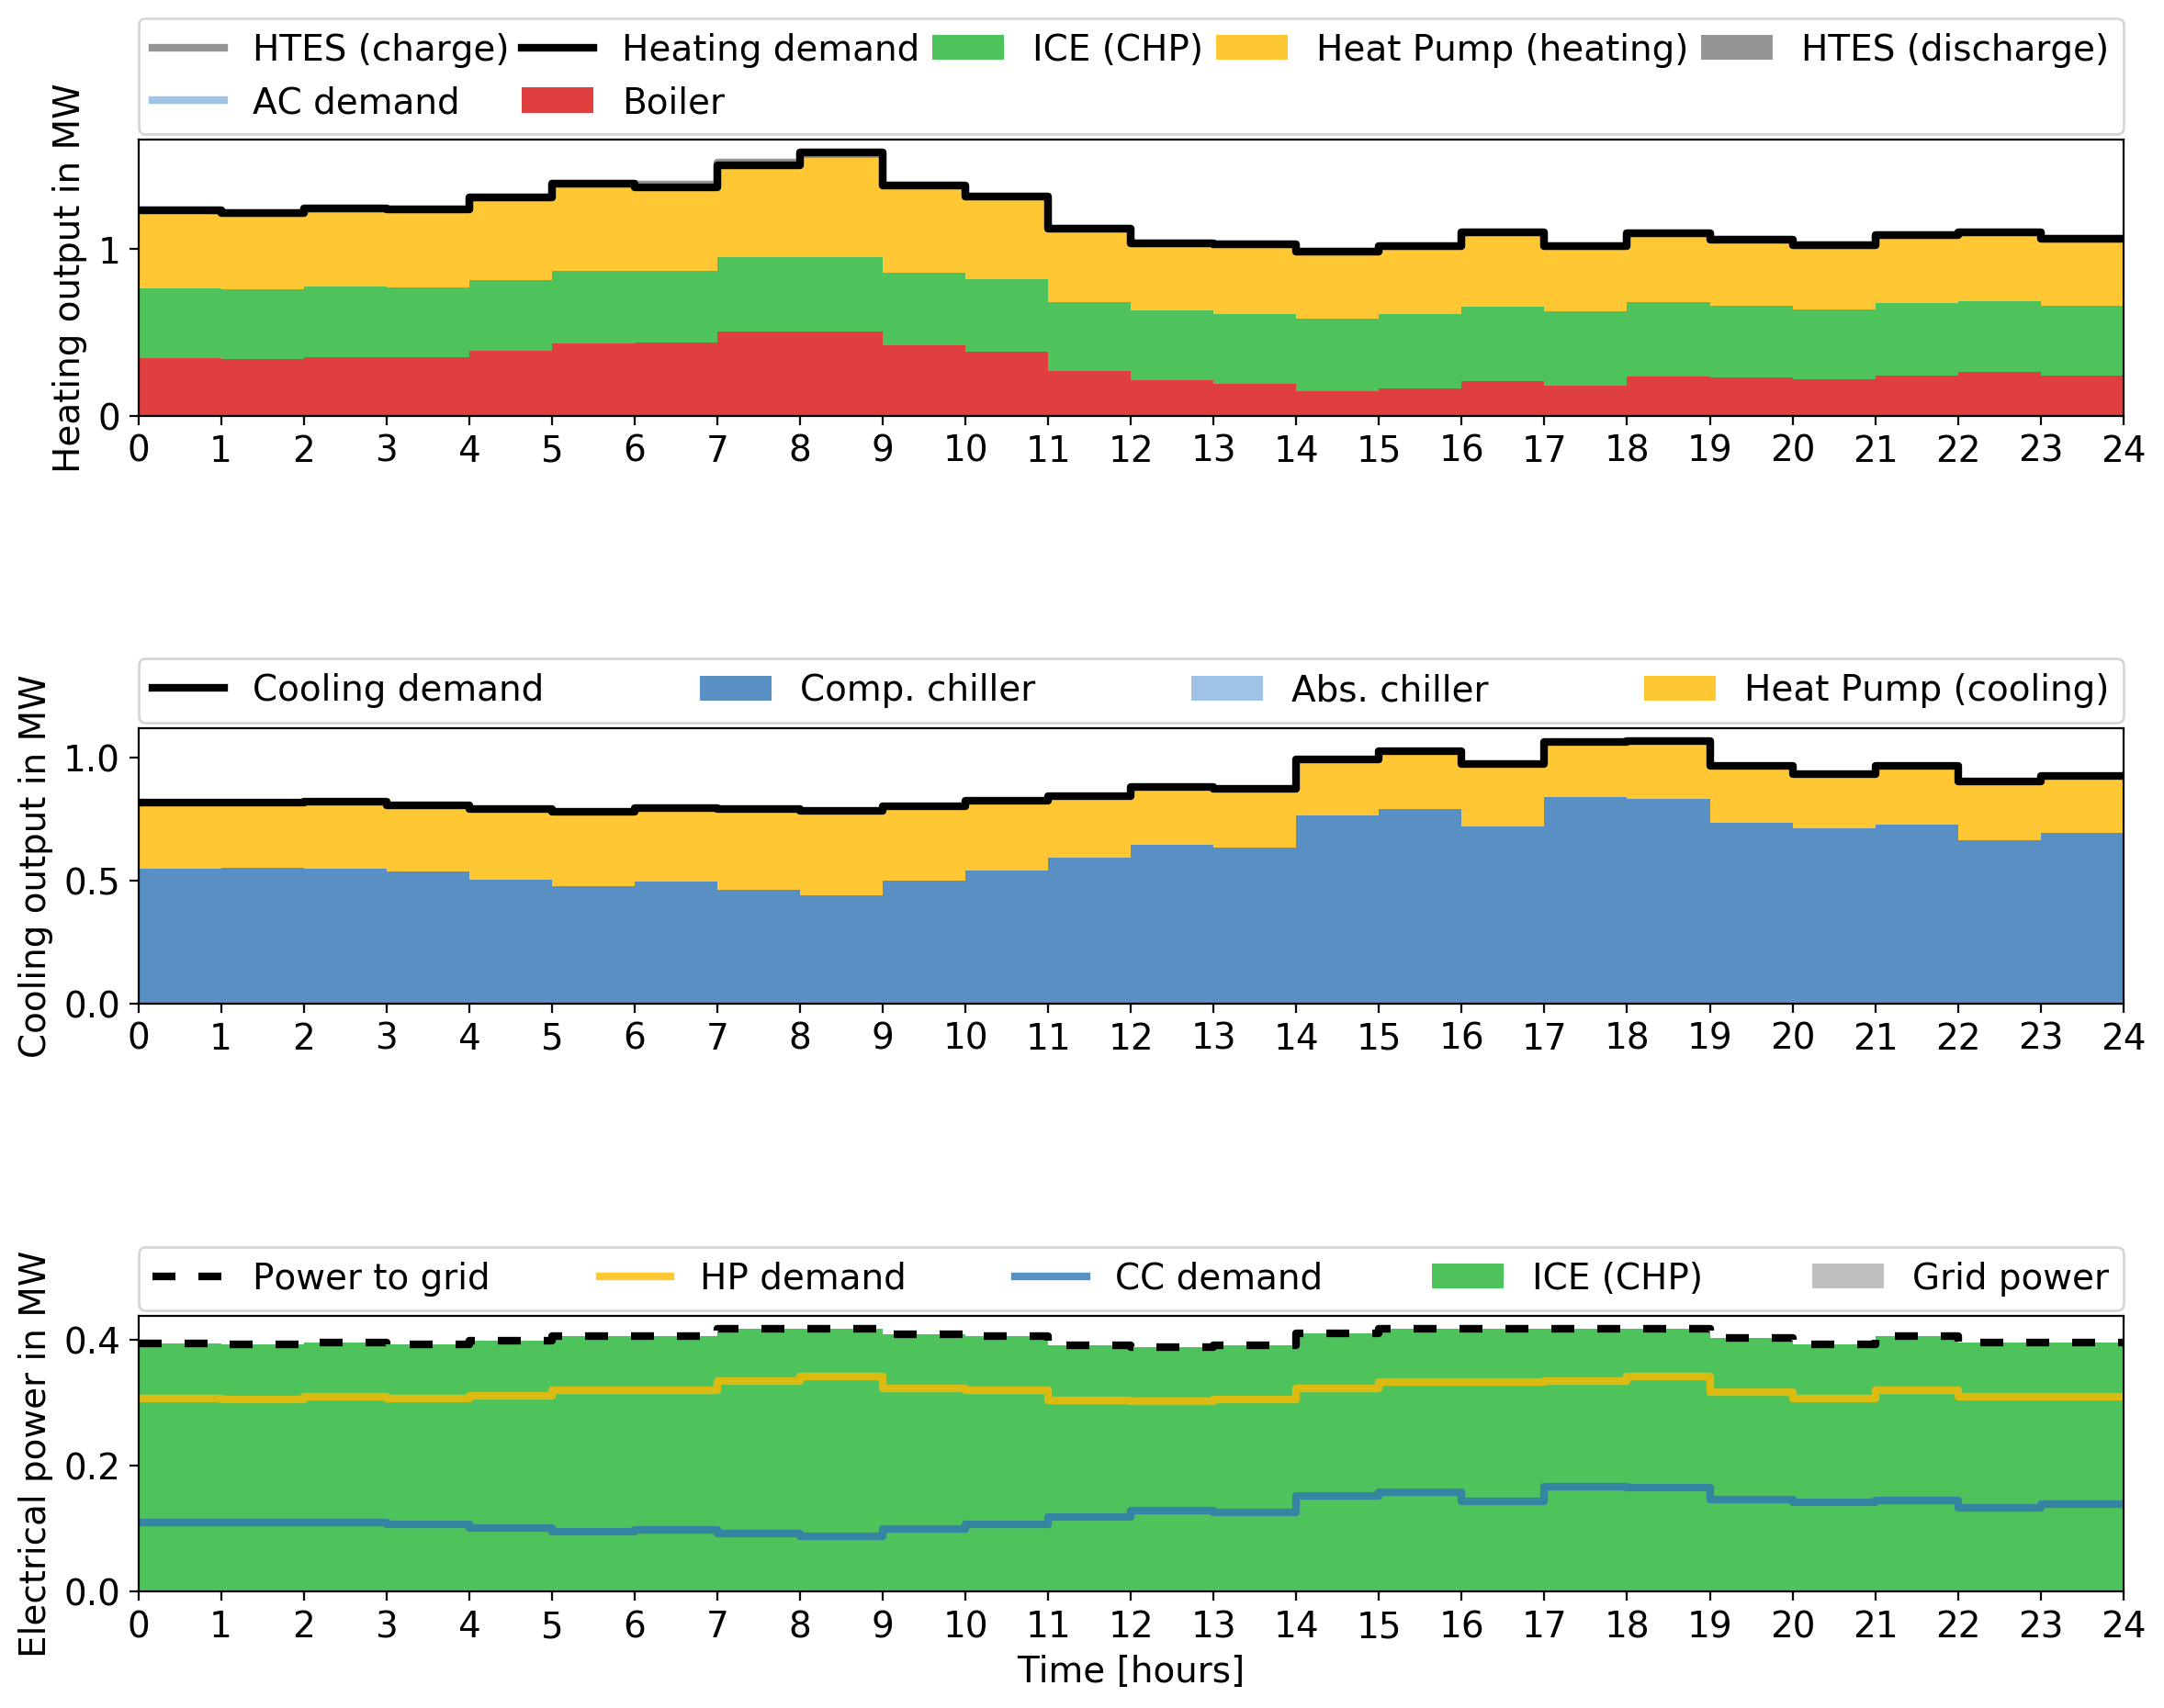 HTES (charge) Heating demand ICE (CHP) Heat Pump (heating) HTES (discharge)
AC demand Boiler
Heating output in MW
1
0
0 1 2 3 4 5 6 7 8 9 10 11 12 13 14 15 16 17 18 19 20 21 22 23 24
Cooling demand Comp. chiller Abs. chiller Heat Pump (cooling)
Cooling output in MW
1.0
0.5
0.0
0 1 2 3 4 5 6 7 8 9 10 11 12 13 14 15 16 17 18 19 20 21 22 23 24
Power to grid HP demand CC demand ICE (CHP) Grid power
Electrical power in MW
0.4
0.2
0.0
0 1 2 3 4 5 6 7 8 9 10 11 12 13 14 15 16 17 18 19 20 21 22 23 24
Time [hours]